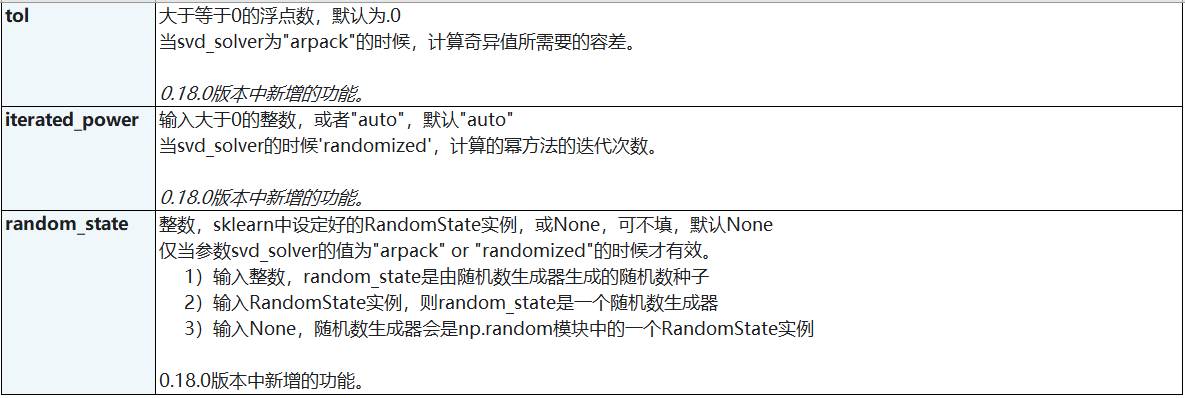 tol
大于等于0的浮点数，默认为.0
当svd_solver为"arpack"的时候，计算奇异值所需要的容差。
0.18.0版本中新增的功能。
iterated_power
输入大于0的整数，或者"auto"，默认"auto"
当svd_solver的时候'randomized'，计算的幂方法的迭代次数。
0.18.0版本中新增的功能。
random_state
整数，sklearn中设定好的RandomState实例，或None，可不填，默认None
仅当参数svd_solver的值为"arpack" or "randomized"的时候才有效。
1）输入整数，random_state是由随机数生成器生成的随机数种子
2）输入RandomState实例，则random_state是一个随机数生成器
3）输入None，随机数生成器会是np.random模块中的一个RandomState实例
0.18.0版本中新增的功能。